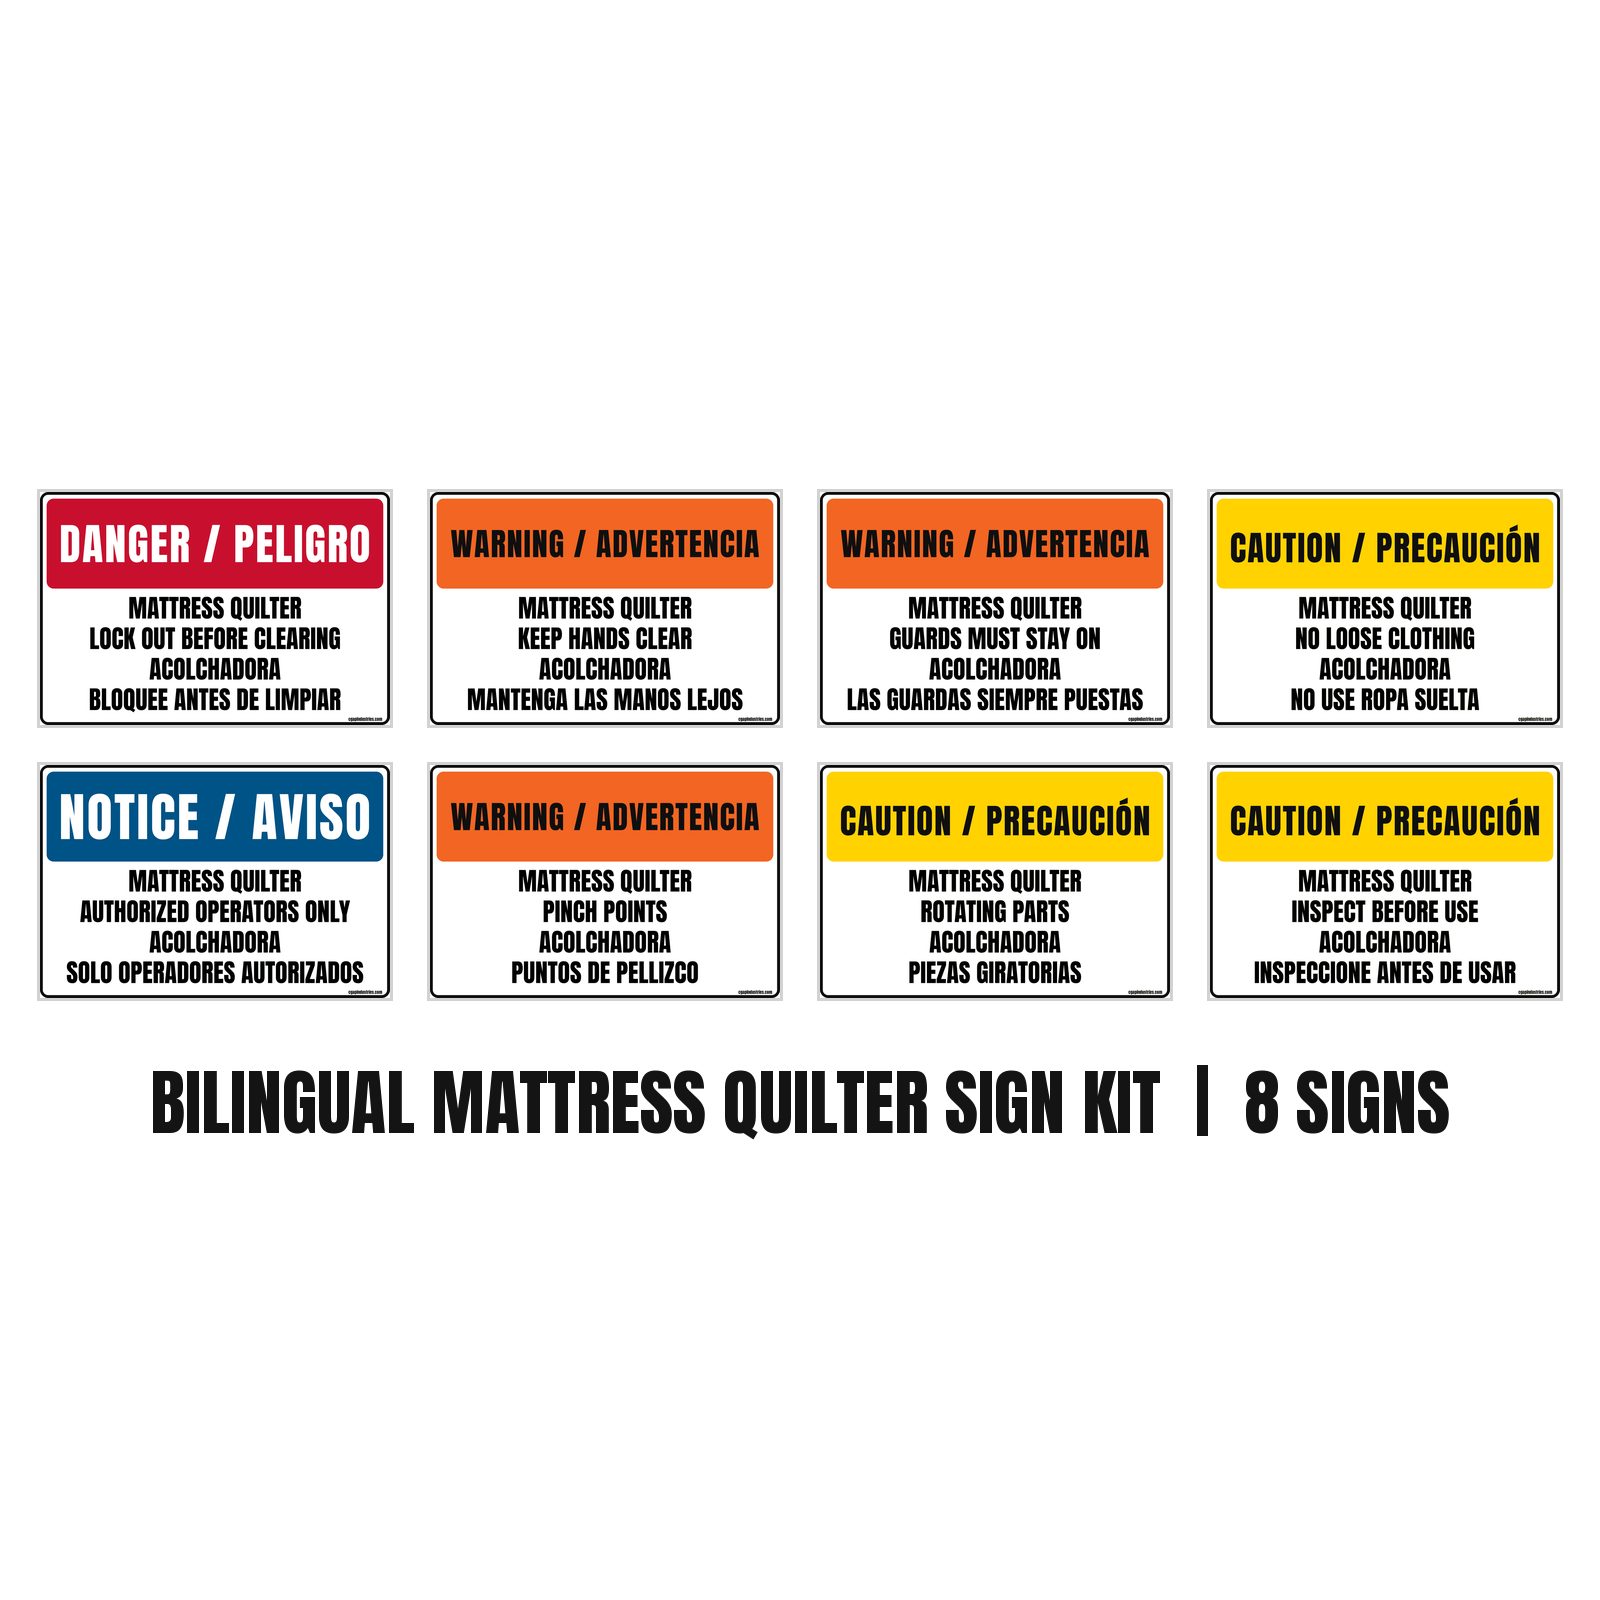 DANGER / PELIGRO
MATTRESS QUILTER
LOCK OUT BEFORE CLEARING
ACOLCHADORA
BLOQUEE ANTES DE LIMPIAR
cgaphindustries.com
WARNING / ADVERTENCIA
MATTRESS QUILTER
KEEP HANDS CLEAR
ACOLCHADORA
MANTENGA LAS MANOS LEJOS
WARNING / ADVERTENCIA
MATTRESS QUILTER
GUARDS MUST STAY ON
ACOLCHADORA
LAS GUARDAS SIEMPRE PUESTAS
CAUTION / PRECAUCIÓN
MATTRESS QUILTER
NO LOOSE CLOTHING
ACOLCHADORA
NO USE ROPA SUELTA
NOTICE / AVISO
MATTRESS QUILTER
AUTHORIZED OPERATORS ONLY
ACOLCHADORA
SOLO OPERADORES AUTORIZADOS
WARNING / ADVERTENCIA
MATTRESS QUILTER
PINCH POINTS
ACOLCHADORA
PUNTOS DE PELLIZCO
CAUTION / PRECAUCIÓN
MATTRESS QUILTER
ROTATING PARTS
ACOLCHADORA
PIEZAS GIRATORIAS
CAUTION / PRECAUCIÓN
MATTRESS QUILTER
INSPECT BEFORE USE
ACOLCHADORA
INSPECCIONE ANTES DE USAR
BILINGUAL MATTRESS QUILTER SIGN KIT | 8 SIGNS